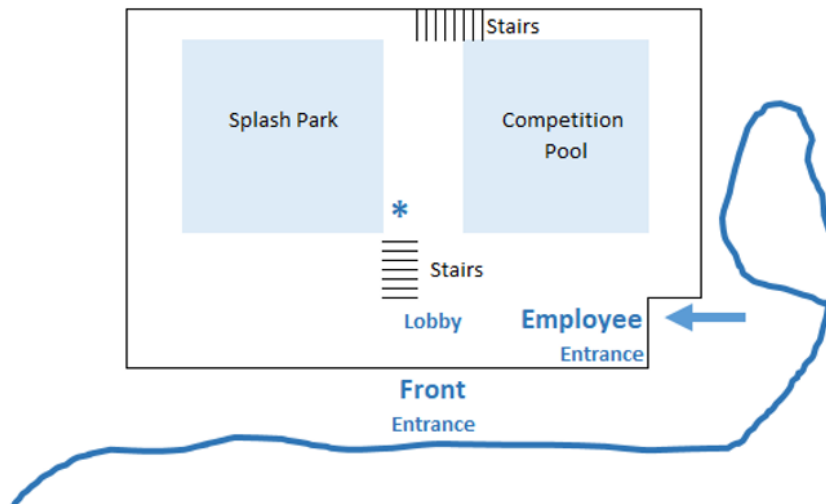 Stairs
Splash Park
Competition
Pool
*
Stairs
Lobby
Employee
Entrance
Front
Entrance